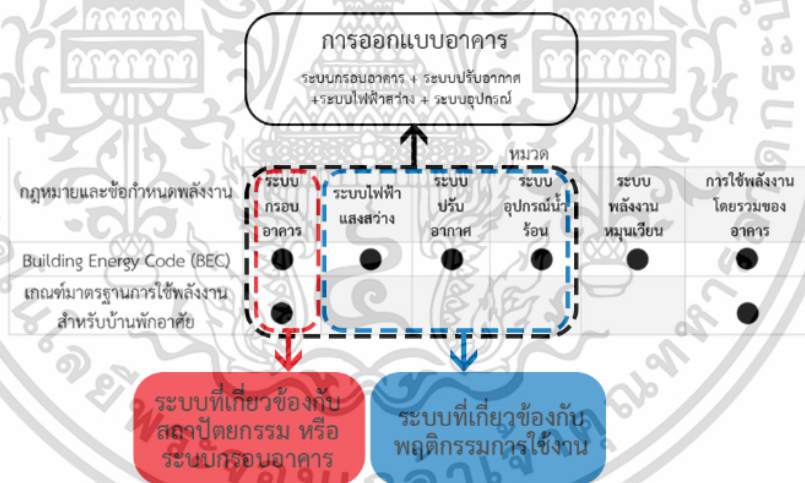 การออกแบบอาคาร
ระบบกรอบอาคาร + ระบบปรับอากาศ
+ระบบไฟฟ้าสว่าง + ระบบอุปกรณ์
หมวด
กฎหมายและข้อกำหนดพลังงาน
ระบบ
กรอบ
อาคาร
ระบบไฟฟ้า
แสงสว่าง
ระบบ
ปรับ
อากาศ
ระบบ
อุปกรณ์น้ำ
ร้อน
ระบบ
พลังงาน
หมุนเวียน
การใช้พลังงาน
โดยรวมของ
อาคาร
Building Energy Code (BEC)
เกณฑ์มาตรฐานการใช้พลังงาน
สำหรับบ้านพักอาศัย
ระบบที่เกี่ยวข้องกับ
สถาปัตยกรรม หรือ
ระบบกรอบอาคาร
ระบบที่เกี่ยวข้องกับ
พฤติกรรมการใช้งาน